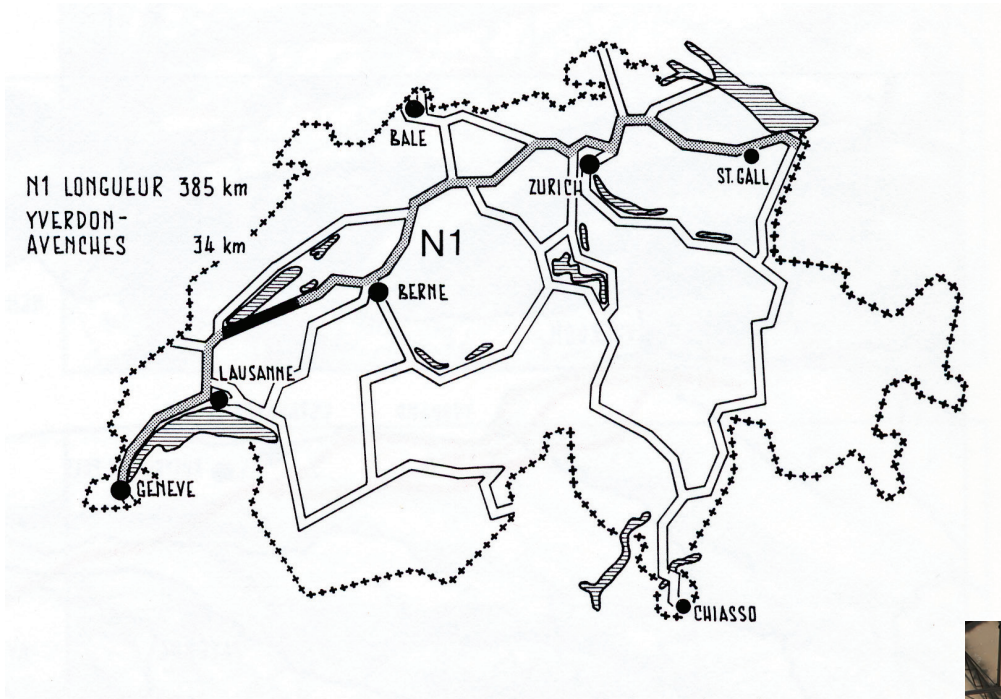 BALE
ZURICH
ST.GALL
N1 LONGUEUR 385 km
YVERDON-
AVENCHES 34 km
N1
BERNE
LAUSANNE
GENEVE
CHIASSO